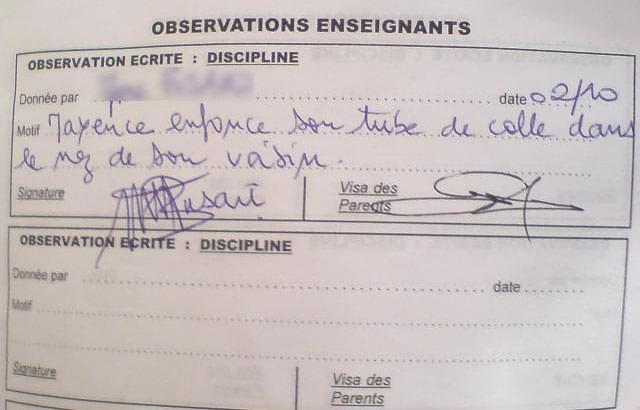 OBSERVATIONS ENSEIGNANTS
OBSERVATION ECRITE : DISCIPLINE
Donnée par date 02/10
Motif Maxence enfonce son tube de colle dans
le nez de son voisin.
Signature
Visa des
Parents
OBSERVATION ECRITE : DISCIPLINE
Donnée par date
Motif
Signature
Visa des
Parents